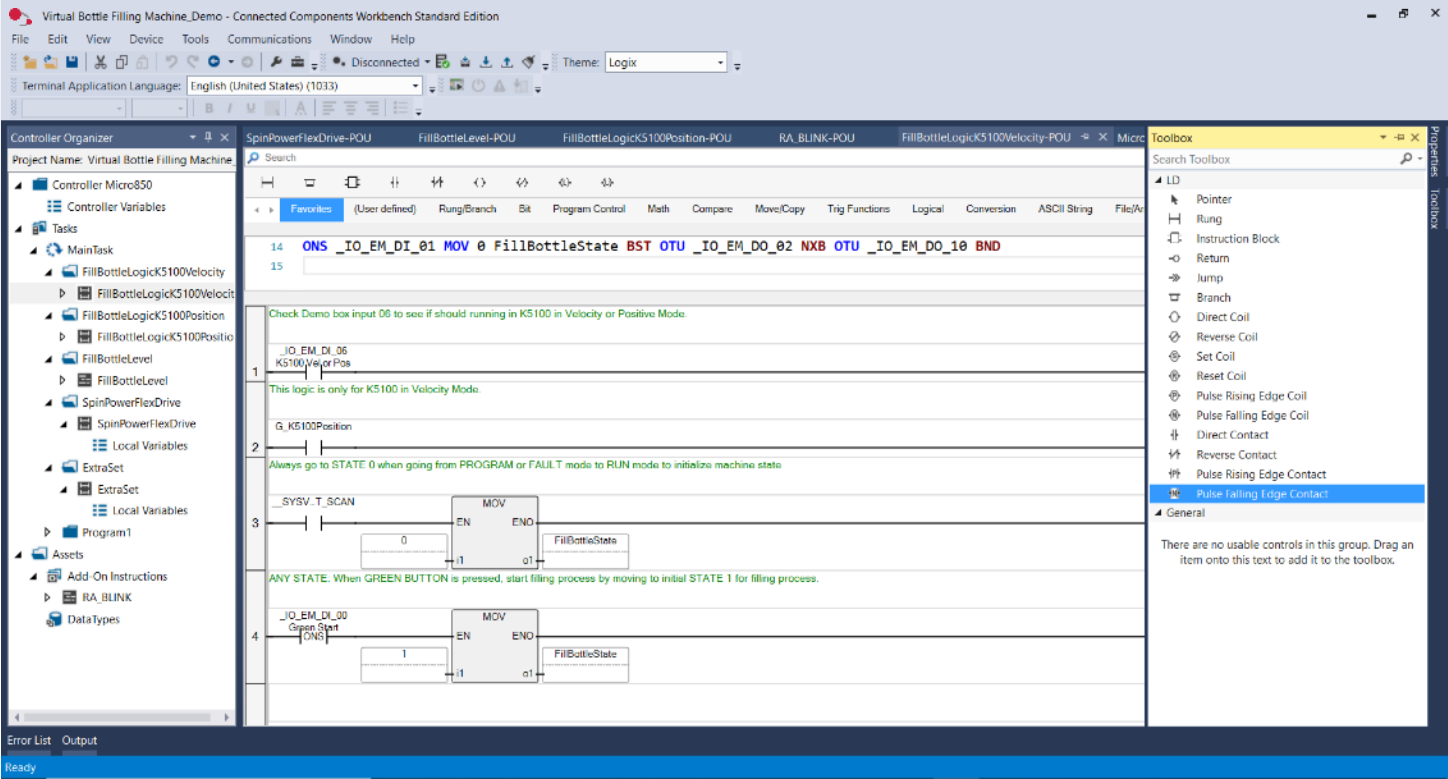 Virtual Bottle Filling Machine_Demo - Connected Components Workbench Standard Edition
File Edit View Device Tools Communications Window Help
Disconnected Theme: Logix
Terminal Application Language: English (United States) (1033)
B I U A
Controller Organizer
Project Name: Virtual Bottle Filling Machine_
Controller Micro850
Controller Variables
Tasks
MainTask
FillBottleLogicK5100Velocity
FillBottleLogicK5100Velocit
FillBottleLogicK5100Position
FillBottleLogicK5100Positio
FillBottleLevel
FillBottleLevel
SpinPowerFlexDrive
SpinPowerFlexDrive
Local Variables
ExtraSet
ExtraSet
Local Variables
Program1
Assets
Add-On Instructions
RA_BLINK
DataTypes
SpinPowerFlexDrive-POU FillBottleLevel-POU FillBottleLogicK5100Position-POU RA_BLINK-POU FillBottleLogicK5100Velocity-POU Micrc
Search
Favorites (User defined) Rung/Branch Bit Program Control Math Compare Move/Copy Trig Functions Logical Conversion ASCII String File/Ar
14 ONS _IO_EM_DI_01 MOV 0 FillBottleState BST OTU _IO_EM_DO_02 NXB OTU _IO_EM_DO_10 BND
15
Check Demo box input 06 to see if should running in K5100 in Velocity or Positive Mode.
_IO_EM_DI_06
K5100 Vel or Pos
1
This logic is only for K5100 in Velocity Mode.
G_K5100Position
2
Always go to STATE 0 when going from PROGRAM or FAULT mode to RUN mode to initialize machine state
__SYSV..T_SCAN
MOV
3
EN ENO
0 FillBottleState
i1 o1
ANY STATE. When GREEN BUTTON is pressed, start filling process by moving to initial STATE 1 for filling process.
_IO_EM_DI_00
Green Start
MOV
4 ONS
EN ENO
1 FillBottleState
i1 o1
Toolbox
Search Toolbox
LD
Pointer
Rung
Instruction Block
Return
Jump
Branch
Direct Coil
Reverse Coil
Set Coil
Reset Coil
Pulse Rising Edge Coil
Pulse Falling Edge Coil
Direct Contact
Reverse Contact
Pulse Rising Edge Contact
Pulse Falling Edge Contact
General
There are no usable controls in this group. Drag an
item onto this text to add it to the toolbox.
Properties
Toolbox
Error List Output
Ready